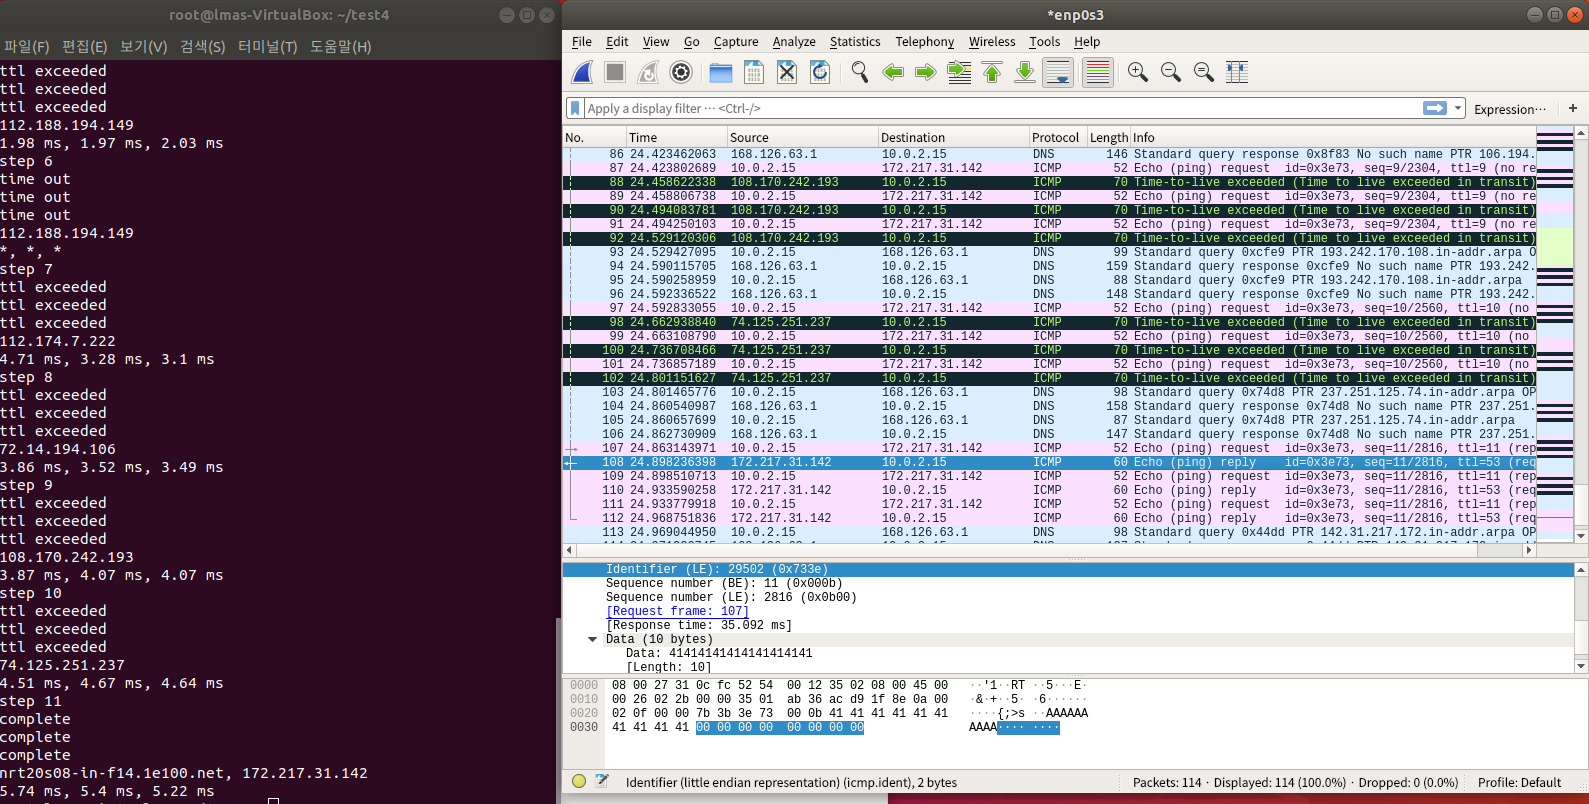 root@lmas-VirtualBox: ~/test4
파일(F) 편집(E) 보기(V) 검색(S) 터미널(T) 도움말(H)
ttl exceeded
ttl exceeded
ttl exceeded
112.188.194.149
1.98 ms, 1.97 ms, 2.03 ms
step 6
time out
time out
time out
112.188.194.149
*, *, *
step 7
ttl exceeded
ttl exceeded
ttl exceeded
112.174.7.222
4.71 ms, 3.28 ms, 3.1 ms
step 8
ttl exceeded
ttl exceeded
ttl exceeded
72.14.194.106
3.86 ms, 3.52 ms, 3.49 ms
step 9
ttl exceeded
ttl exceeded
ttl exceeded
108.170.242.193
3.87 ms, 4.07 ms, 4.07 ms
step 10
ttl exceeded
ttl exceeded
ttl exceeded
74.125.251.237
4.51 ms, 4.67 ms, 4.64 ms
step 11
complete
complete
complete
nrt20s08-in-f14.1e100.net, 172.217.31.142
5.74 ms, 5.4 ms, 5.22 ms
*enp0s3
File Edit View Go Capture Analyze Statistics Telephony Wireless Tools Help
Apply a display filter ··· <Ctrl-/> Expression··· +
No. Time Source Destination Protocol Length Info
86 24.423462063 168.126.63.1 10.0.2.15 DNS 146 Standard query response 0x8f83 No such name PTR 106.194.
87 24.423802689 10.0.2.15 172.217.31.142 ICMP 52 Echo (ping) request id=0x3e73, seq=9/2304, ttl=9 (no re
88 24.458622338 108.170.242.193 10.0.2.15 ICMP 70 Time-to-live exceeded (Time to live exceeded in transit)
89 24.458806738 10.0.2.15 172.217.31.142 ICMP 52 Echo (ping) request id=0x3e73, seq=9/2304, ttl=9 (no re
90 24.494083781 108.170.242.193 10.0.2.15 ICMP 70 Time-to-live exceeded (Time to live exceeded in transit)
91 24.494250103 10.0.2.15 172.217.31.142 ICMP 52 Echo (ping) request id=0x3e73, seq=9/2304, ttl=9 (no re
92 24.529120306 108.170.242.193 10.0.2.15 ICMP 70 Time-to-live exceeded (Time to live exceeded in transit)
93 24.529427095 10.0.2.15 168.126.63.1 DNS 99 Standard query 0xcfe9 PTR 193.242.170.108.in-addr.arpa O
94 24.590115705 168.126.63.1 10.0.2.15 DNS 159 Standard query response 0xcfe9 No such name PTR 193.242.
95 24.590258959 10.0.2.15 168.126.63.1 DNS 88 Standard query 0xcfe9 PTR 193.242.170.108.in-addr.arpa
96 24.592336522 168.126.63.1 10.0.2.15 DNS 148 Standard query response 0xcfe9 No such name PTR 193.242.
97 24.592833055 10.0.2.15 172.217.31.142 ICMP 52 Echo (ping) request id=0x3e73, seq=10/2560, ttl=10 (no
98 24.662938840 74.125.251.237 10.0.2.15 ICMP 70 Time-to-live exceeded (Time to live exceeded in transit)
99 24.663108790 10.0.2.15 172.217.31.142 ICMP 52 Echo (ping) request id=0x3e73, seq=10/2560, ttl=10 (no
100 24.736708466 74.125.251.237 10.0.2.15 ICMP 70 Time-to-live exceeded (Time to live exceeded in transit)
101 24.736857189 10.0.2.15 172.217.31.142 ICMP 52 Echo (ping) request id=0x3e73, seq=10/2560, ttl=10 (no
102 24.801151627 74.125.251.237 10.0.2.15 ICMP 70 Time-to-live exceeded (Time to live exceeded in transit)
103 24.801465776 10.0.2.15 168.126.63.1 DNS 98 Standard query 0x74d8 PTR 237.251.125.74.in-addr.arpa OP
104 24.860540987 168.126.63.1 10.0.2.15 DNS 158 Standard query response 0x74d8 No such name PTR 237.251.
105 24.860657699 10.0.2.15 168.126.63.1 DNS 87 Standard query 0x74d8 PTR 237.251.125.74.in-addr.arpa
106 24.862730909 168.126.63.1 10.0.2.15 DNS 147 Standard query response 0x74d8 No such name PTR 237.251.
107 24.863143971 10.0.2.15 172.217.31.142 ICMP 52 Echo (ping) request id=0x3e73, seq=11/2816, ttl=11 (rep
108 24.898236398 172.217.31.142 10.0.2.15 ICMP 60 Echo (ping) reply id=0x3e73, seq=11/2816, ttl=53 (req
109 24.898510713 10.0.2.15 172.217.31.142 ICMP 52 Echo (ping) request id=0x3e73, seq=11/2816, ttl=11 (rep
110 24.933590258 172.217.31.142 10.0.2.15 ICMP 60 Echo (ping) reply id=0x3e73, seq=11/2816, ttl=53 (req
111 24.933779918 10.0.2.15 172.217.31.142 ICMP 52 Echo (ping) request id=0x3e73, seq=11/2816, ttl=11 (rep
112 24.968751836 172.217.31.142 10.0.2.15 ICMP 60 Echo (ping) reply id=0x3e73, seq=11/2816, ttl=53 (req
113 24.969044950 10.0.2.15 168.126.63.1 DNS 98 Standard query 0x44dd PTR 142.31.217.172.in-addr.arpa OP
Identifier (LE): 29502 (0x733e)
Sequence number (BE): 11 (0x000b)
Sequence number (LE): 2816 (0x0b00)
[Request frame: 107]
[Response time: 35.092 ms]
Data (10 bytes)
Data: 41414141414141414141
[Length: 10]
0000 08 00 27 31 0c fc 52 54 00 12 35 02 08 00 45 00 ··'1··RT ··5···E·
0010 00 26 02 2b 00 00 35 01 ab 36 ac d9 1f 8e 0a 00 ·&·+··5· ·6······
0020 02 0f 00 00 7b 3b 3e 73 00 0b 41 41 41 41 41 41 ····{;>s ··AAAAAA
0030 41 41 41 41 00 00 00 00 00 00 00 00 AAAA···· ····
Identifier (little endian representation) (icmp.ident), 2 bytes Packets: 114 · Displayed: 114 (100.0%) · Dropped: 0 (0.0%) Profile: Default